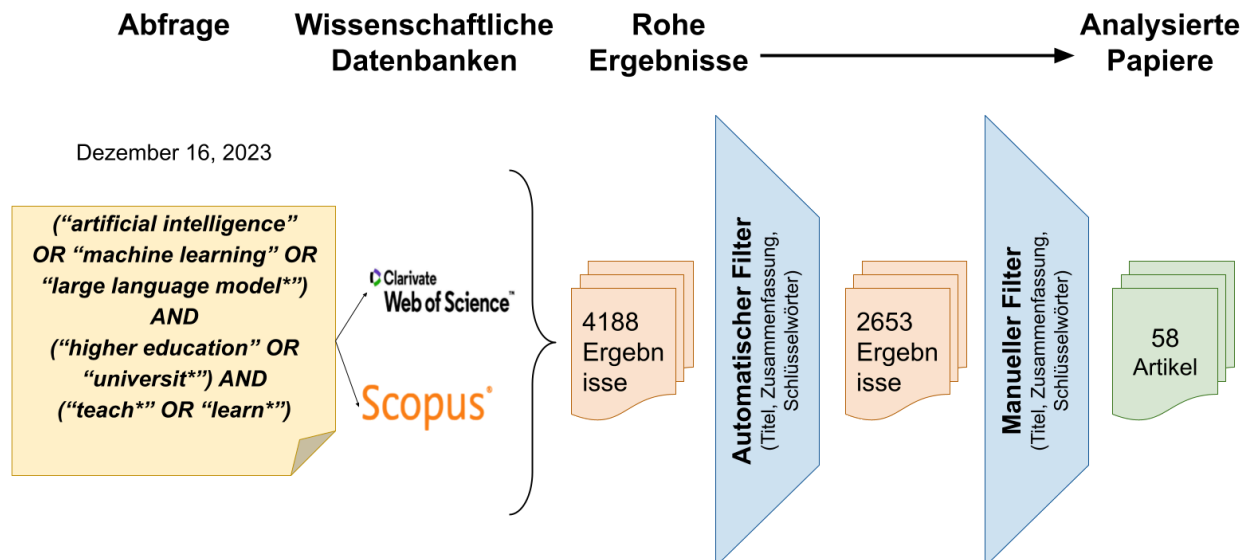 Abfrage
Wissenschaftliche
Datenbanken
Rohe
Ergebnisse
Analysierte
Papiere
Dezember 16, 2023
(“artificial intelligence”
OR “machine learning” OR
“large language model*”)
AND
(“higher education” OR
“universit*”) AND
(“teach*” OR “learn*”)
Clarivate
Web of Science™
Scopus®
4188
Ergebn
isse
Automatischer Filter
(Titel, Zusammenfassung,
Schlüsselwörter)
2653
Ergebn
isse
Manueller Filter
(Titel, Zusammenfassung,
Schlüsselwörter)
58
Artikel